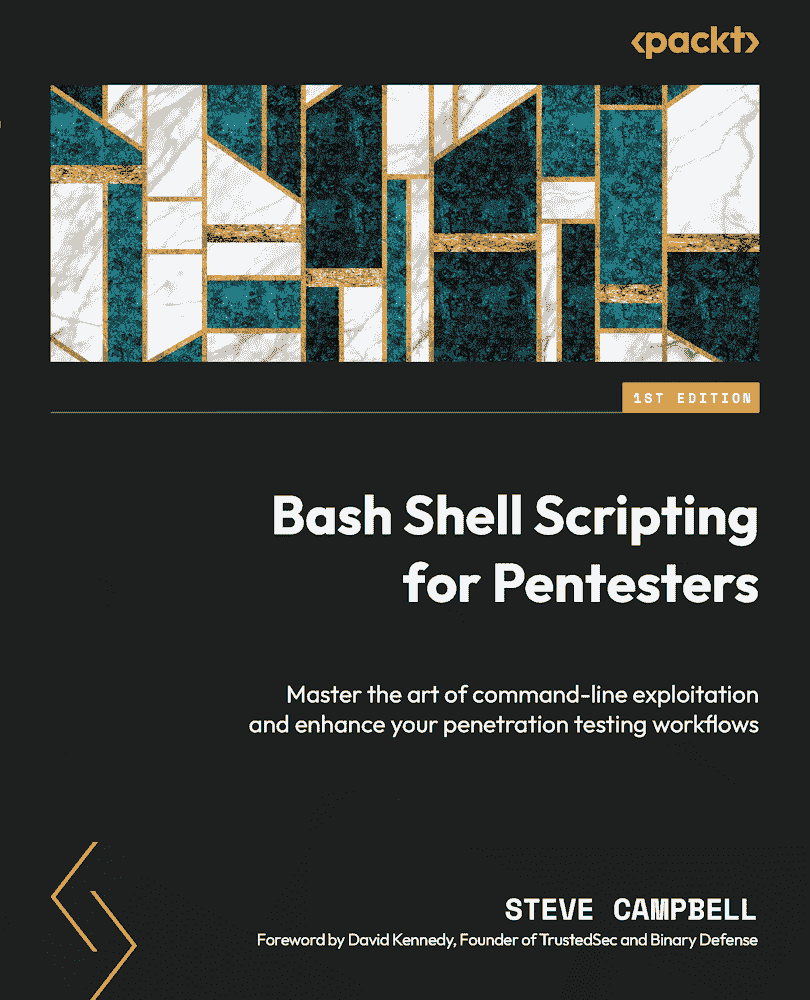 <packt>
1ST EDITION
Bash Shell Scripting
for Pentesters
Master the art of command-line exploitation
and enhance your penetration testing workflows
STEVE CAMPBELL
Foreword by David Kennedy, Founder of TrustedSec and Binary Defense